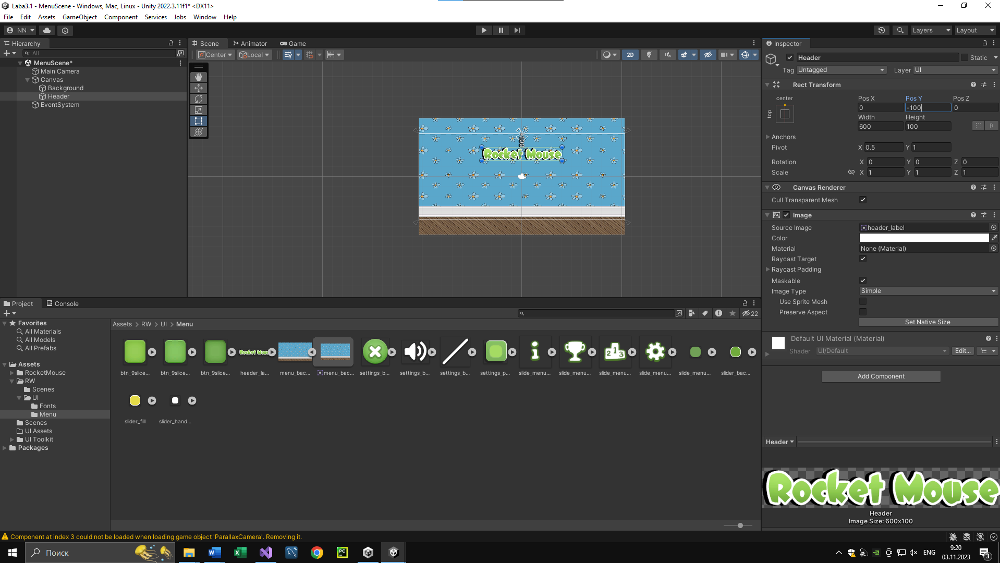 Laba3.1 - MenuScene - Windows, Mac, Linux - Unity 2022.3.11f1* <DX11>
File Edit Assets GameObject Component Services Jobs Window Help
NN Layers Layout
Hierarchy
All
MenuScene*
Main Camera
Canvas
Background
Header
EventSystem
Scene Animator Game
Center Local 2D
Rocket Mouse
100
Inspector
Header Static
Tag Untagged Layer UI
Rect Transform
center
top
Pos X Pos Y Pos Z
0 -100 0
Width Height
600 100
R
Anchors
Pivot X 0.5 Y 1
Rotation X 0 Y 0 Z 0
Scale X 1 Y 1 Z 1
Canvas Renderer
Cull Transparent Mesh
Image
Source Image header_label
Color
Material None (Material)
Raycast Target
Raycast Padding
Maskable
Image Type Simple
Use Sprite Mesh
Preserve Aspect
Set Native Size
Default UI Material (Material)
Shader UI/Default Edit...
Add Component
Header
Rocket Mouse
Header
Image Size: 600x100
Project Console
22
Favorites
All Materials
All Models
All Prefabs
Assets
RocketMouse
RW
Scenes
UI
Fonts
Menu
Scenes
UI Assets
UI Toolkit
Packages
Assets > RW > UI > Menu
Rocket Mous
1 2 3
btn_9slice... btn_9slice... btn_9slice... header_la... menu_bac... menu_bac... settings_b... settings_b... settings_b... settings_p... slide_menu... slide_menu... slide_menu... slide_menu... slide_menu... slider_bac...
slider_fill slider_hand...
Component at index 3 could not be loaded when loading game object 'ParallaxCamera'. Removing it.
Поиск
PC
ENG
9:20
03.11.2023
3